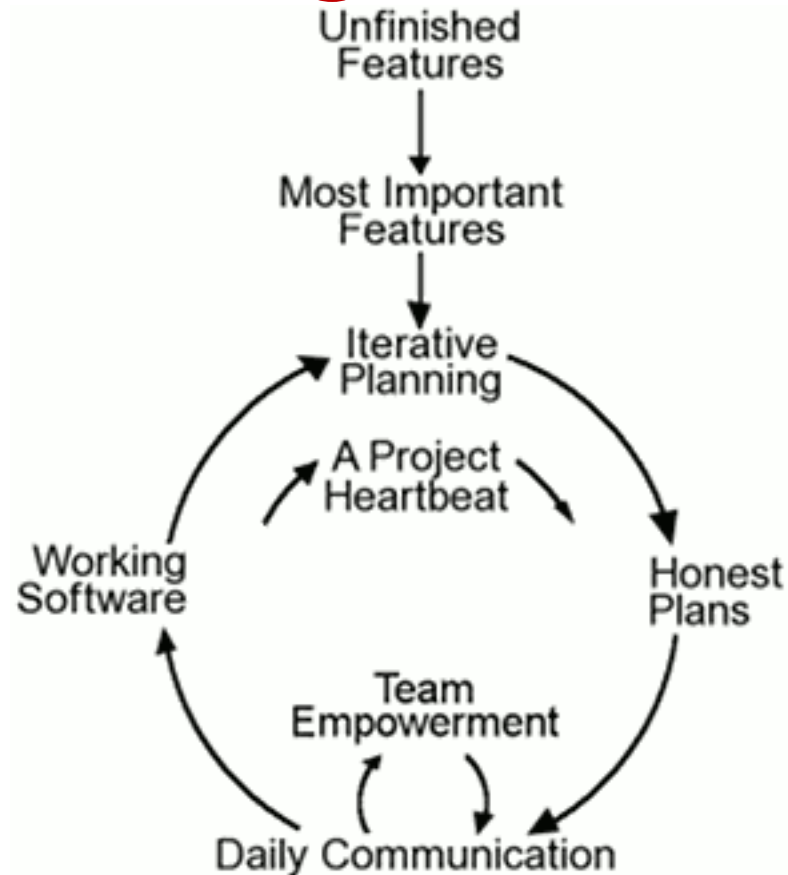 Unfinished
Features
Most Important
Features
Iterative
Planning
A Project
Heartbeat
Working
Software
Honest
Plans
Team
Empowerment
Daily Communication